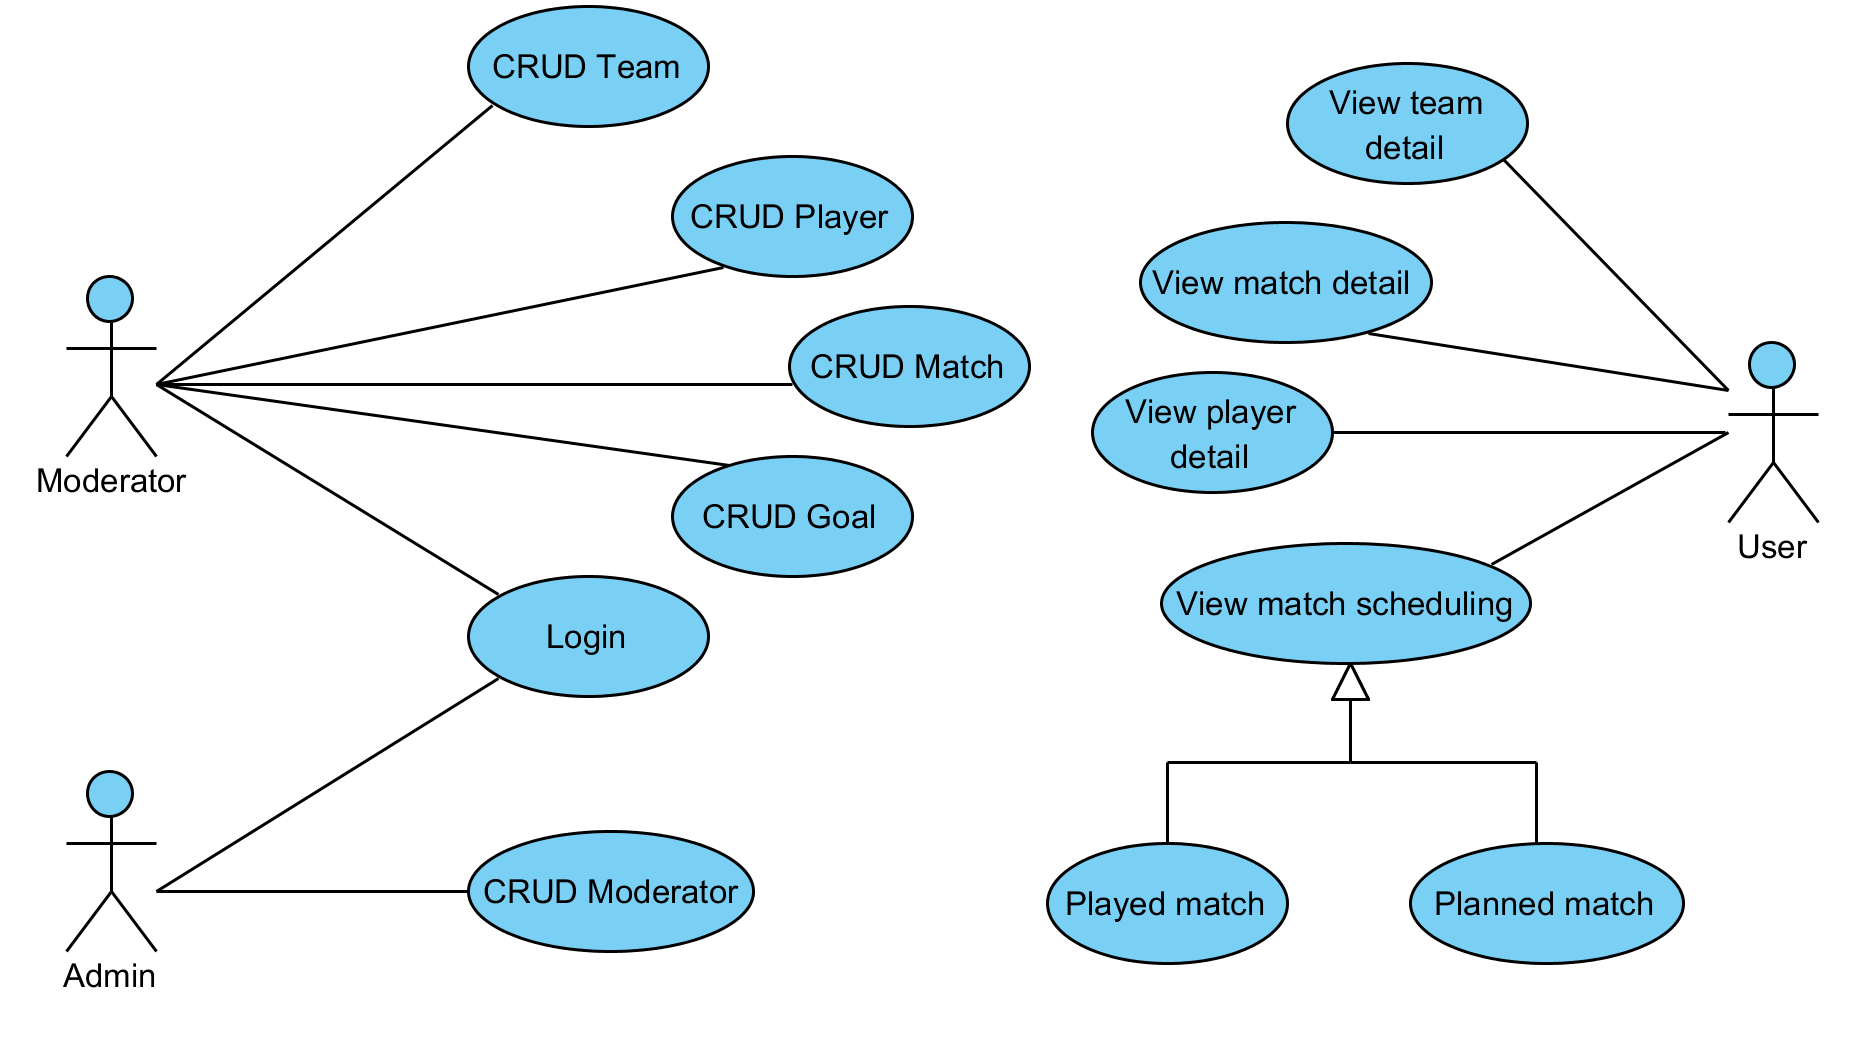 CRUD Team
CRUD Player
CRUD Match
CRUD Goal
Login
CRUD Moderator
Moderator
Admin
View team
detail
View match detail
View player
detail
View match scheduling
Played match
Planned match
User